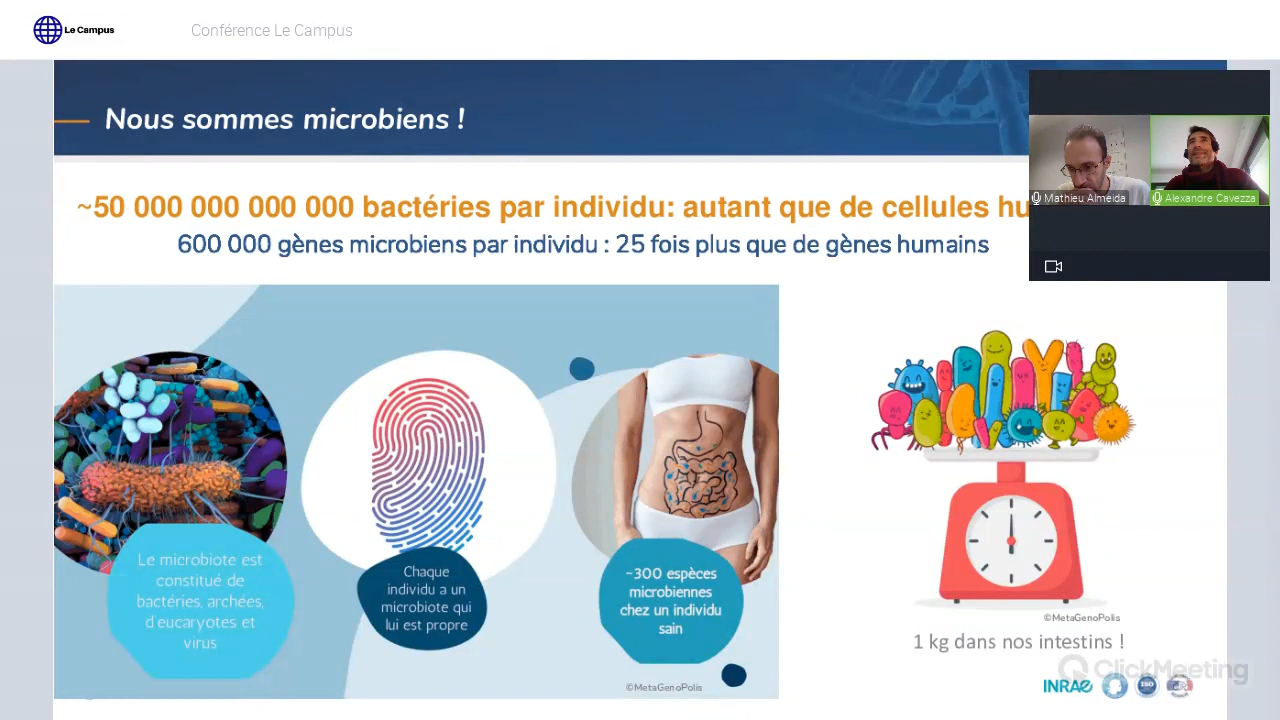 Le Campus
Conférence Le Campus
Nous sommes microbiens !
~50 000 000 000 000 bactéries par individu: autant que de cellules hu
600 000 gènes microbiens par individu : 25 fois plus que de gènes humains
Mathieu Almeida
Alexandre Cavezza
Le microbiote est
constitué de
bactéries, archées,
d'eucaryotes et
virus
Chaque
individu a un
microbiote qui
lui est propre
~300 espèces
microbiennes
chez un individu
sain
©MetaGenoPolis
©MetaGenoPolis
1 kg dans nos intestins !
ClickMeeting
INRAE
ISO